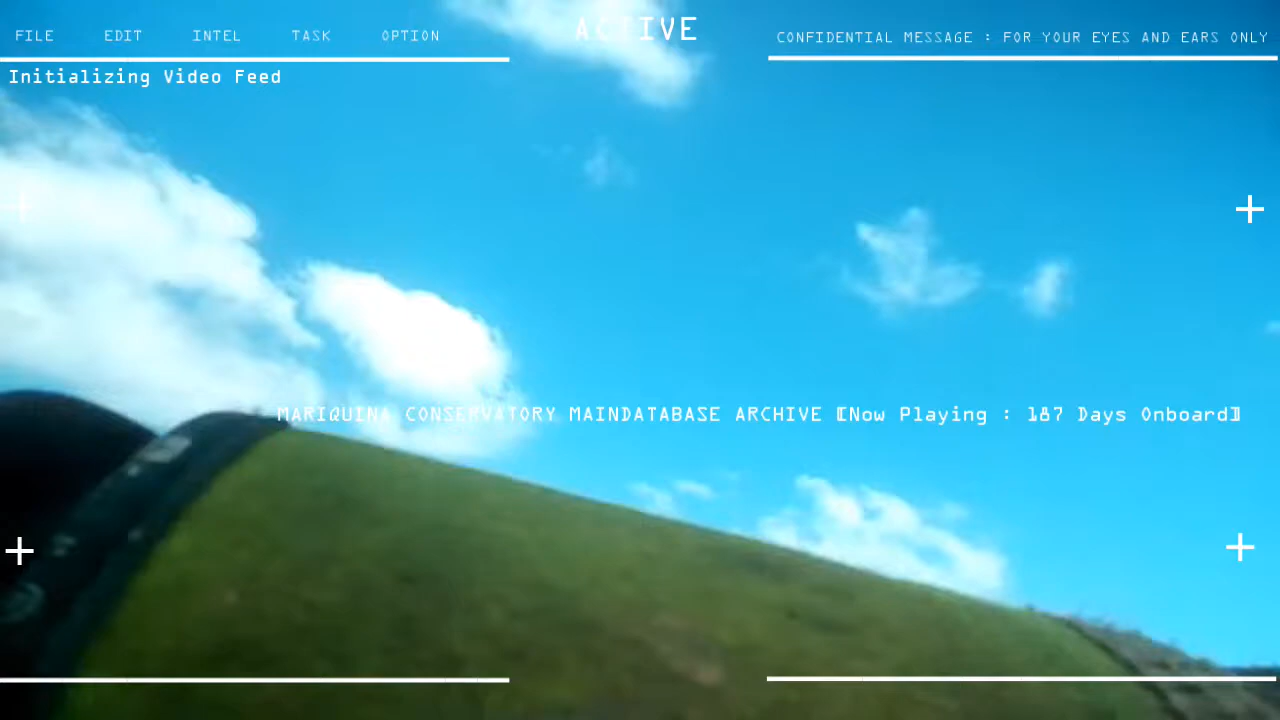 FILE EDIT INTEL TASK OPTION
ACTIVE
CONFIDENTIAL MESSAGE : FOR YOUR EYES AND EARS ONLY
Initializing Video Feed
MARIQUINA CONSERVATORY MAINDATABASE ARCHIVE [Now Playing : 187 Days Onboard]